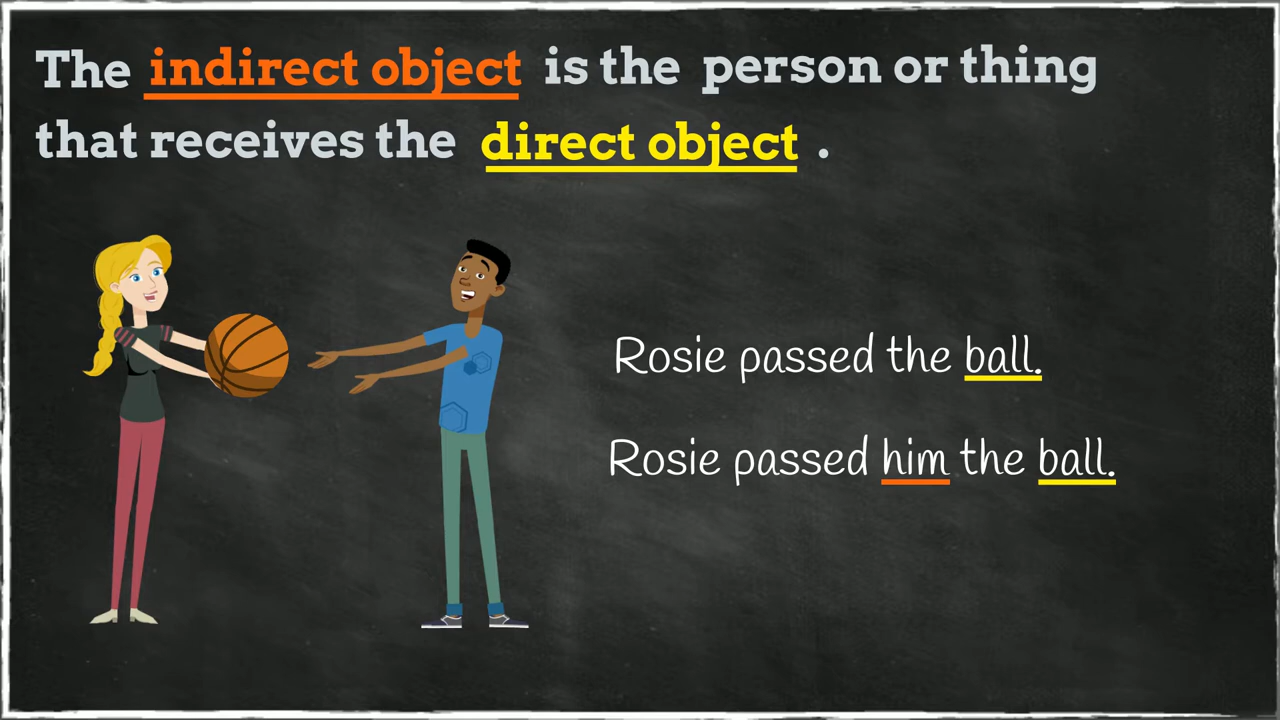 The indirect object is the person or thing
that receives the direct object .
Rosie passed the ball.
Rosie passed him the ball.